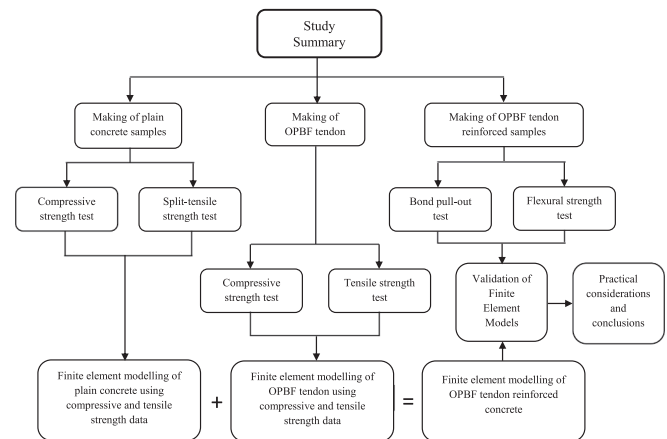 Study
Summary
Making of plain
concrete samples
Making of
OPBF tendon
Making of OPBF tendon
reinforced samples
Compressive
strength test
Split-tensile
strength test
Bond pull-out
test
Flexural strength
test
Compressive
strength test
Tensile strength
test
Validation of
Finite
Element
Models
Practical
considerations
and
conclusions
Finite element modelling of
plain concrete using
compressive and tensile
strength data
+
Finite element modelling of
OPBF tendon using
compressive and tensile
strength data
=
Finite element modelling of
OPBF tendon reinforced
concrete